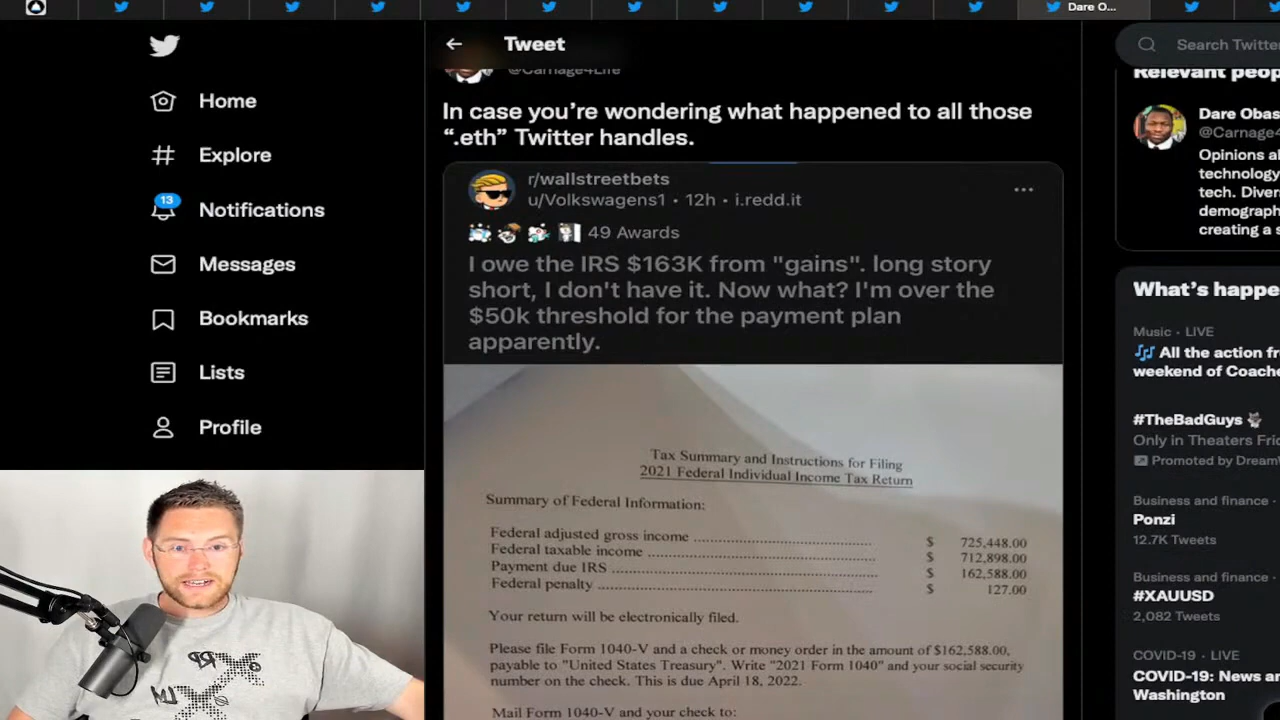 Dare O...
Home
Explore
13
Notifications
Messages
Bookmarks
Lists
Profile
Tweet
@Carnage4Life
In case you're wondering what happened to all those
“.eth” Twitter handles.
r/wallstreetbets
u/Volkswagens1 • 12h • i.redd.it
49 Awards
I owe the IRS $163K from "gains". long story
short, I don't have it. Now what? I'm over the
$50k threshold for the payment plan
apparently.
Tax Summary and Instructions for Filing
2021 Federal Individual Income Tax Return
Summary of Federal Information:
Federal adjusted gross income ........ $ 725,448.00
Federal taxable income ........ $ 712,898.00
Payment due IRS ........ $ 162,588.00
Federal penalty ........ $ 127.00
Your return will be electronically filed.
Please file Form 1040-V and a check or money order in the amount of $162,588.00,
payable to "United States Treasury". Write "2021 Form 1040" and your social security
number on the check. This is due April 18, 2022.
Mail Form 1040-V and your check to:
Search Twitte
Relevant peop
Dare Obas
@Carnage4
Opinions a
technology
tech. Diver
demograph
creating a s
What's happe
Music · LIVE
All the action fr
weekend of Coache
#TheBadGuys
Only in Theaters Frid
Promoted by Dream
Business and finance ·
Ponzi
12.7K Tweets
Business and finance ·
#XAUUSD
2,082 Tweets
COVID-19 · LIVE
COVID-19: News an
Washington